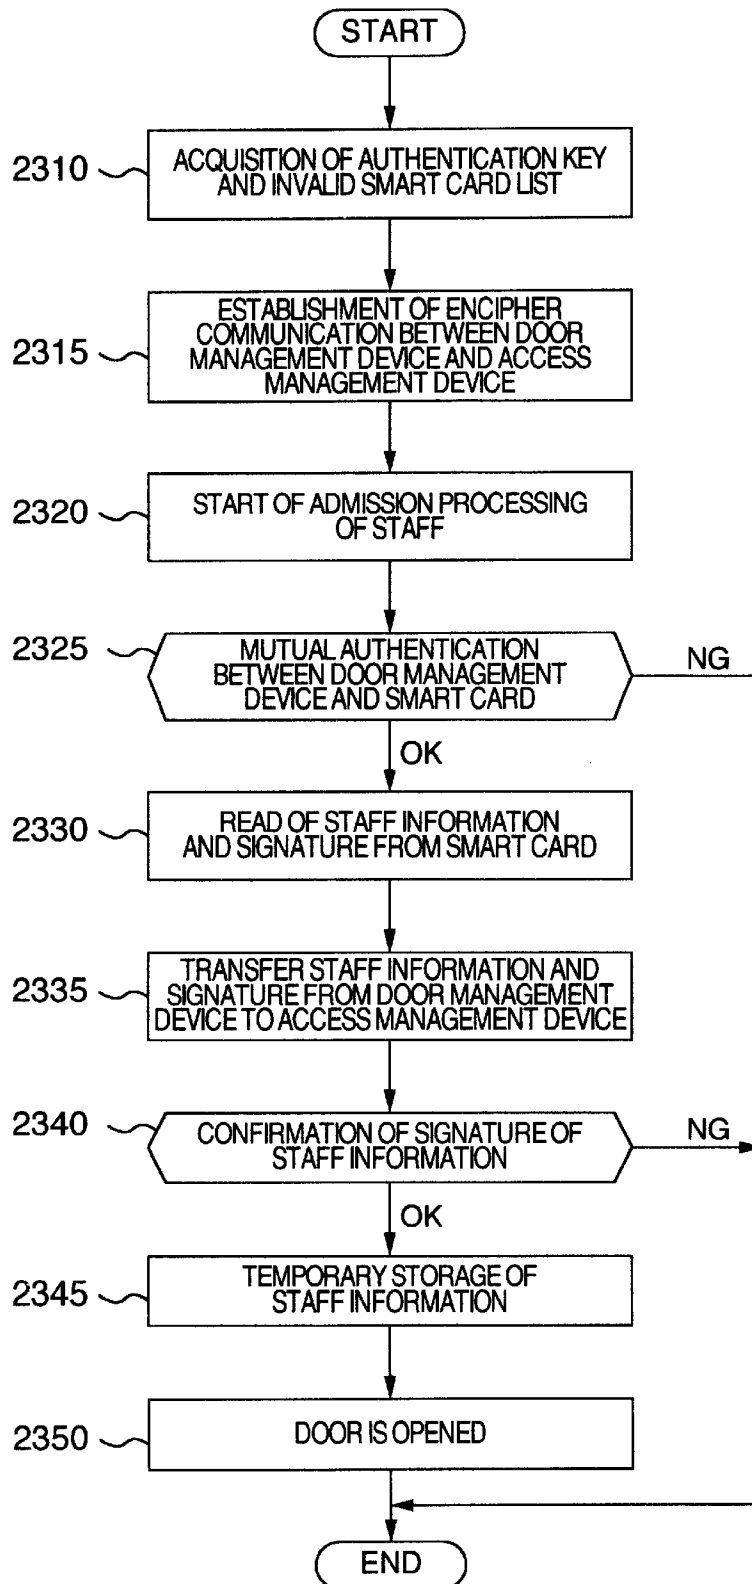 START
2310
ACQUISITION OF AUTHENTICATION KEY
AND INVALID SMART CARD LIST
2315
ESTABLISHMENT OF ENCIPHER
COMMUNICATION BETWEEN DOOR
MANAGEMENT DEVICE AND ACCESS
MANAGEMENT DEVICE
2320
START OF ADMISSION PROCESSING
OF STAFF
2325
MUTUAL AUTHENTICATION
BETWEEN DOOR MANAGEMENT
DEVICE AND SMART CARD
NG
OK
2330
READ OF STAFF INFORMATION
AND SIGNATURE FROM SMART CARD
2335
TRANSFER STAFF INFORMATION AND
SIGNATURE FROM DOOR MANAGEMENT
DEVICE TO ACCESS MANAGEMENT DEVICE
2340
CONFIRMATION OF SIGNATURE OF
STAFF INFORMATION
NG
OK
2345
TEMPORARY STORAGE OF
STAFF INFORMATION
2350
DOOR IS OPENED
END